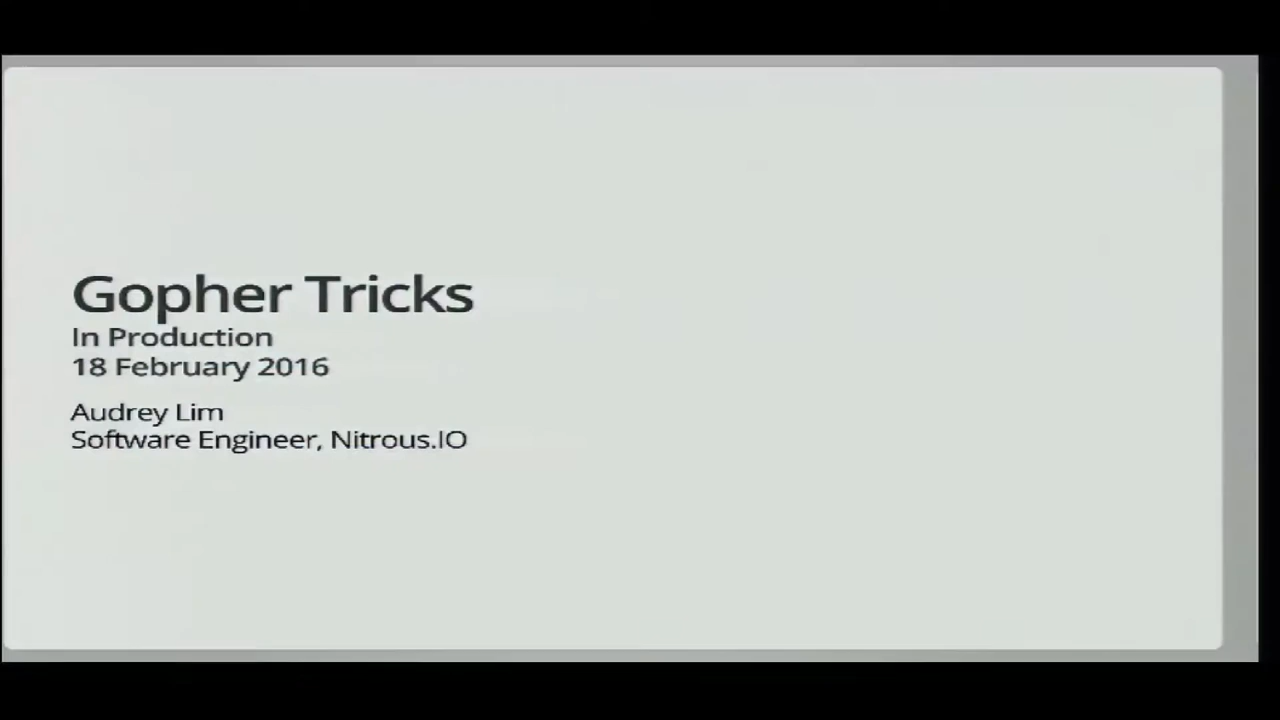 Gopher Tricks
In Production
18 February 2016
Audrey Lim
Software Engineer, Nitrous.IO